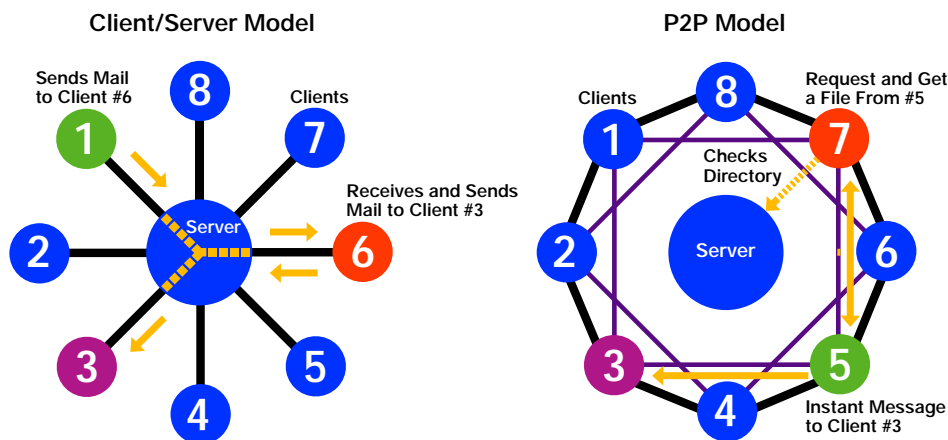 Client/Server Model
Sends Mail
to Client #6
8
Clients
1
7
Receives and Sends
Mail to Client #3
Server
2
6
3
5
4
P2P Model
Request and Get
a File From #5
8
Clients
1
7
Checks
Directory
Server
2
6
3
5
4
Instant Message
to Client #3